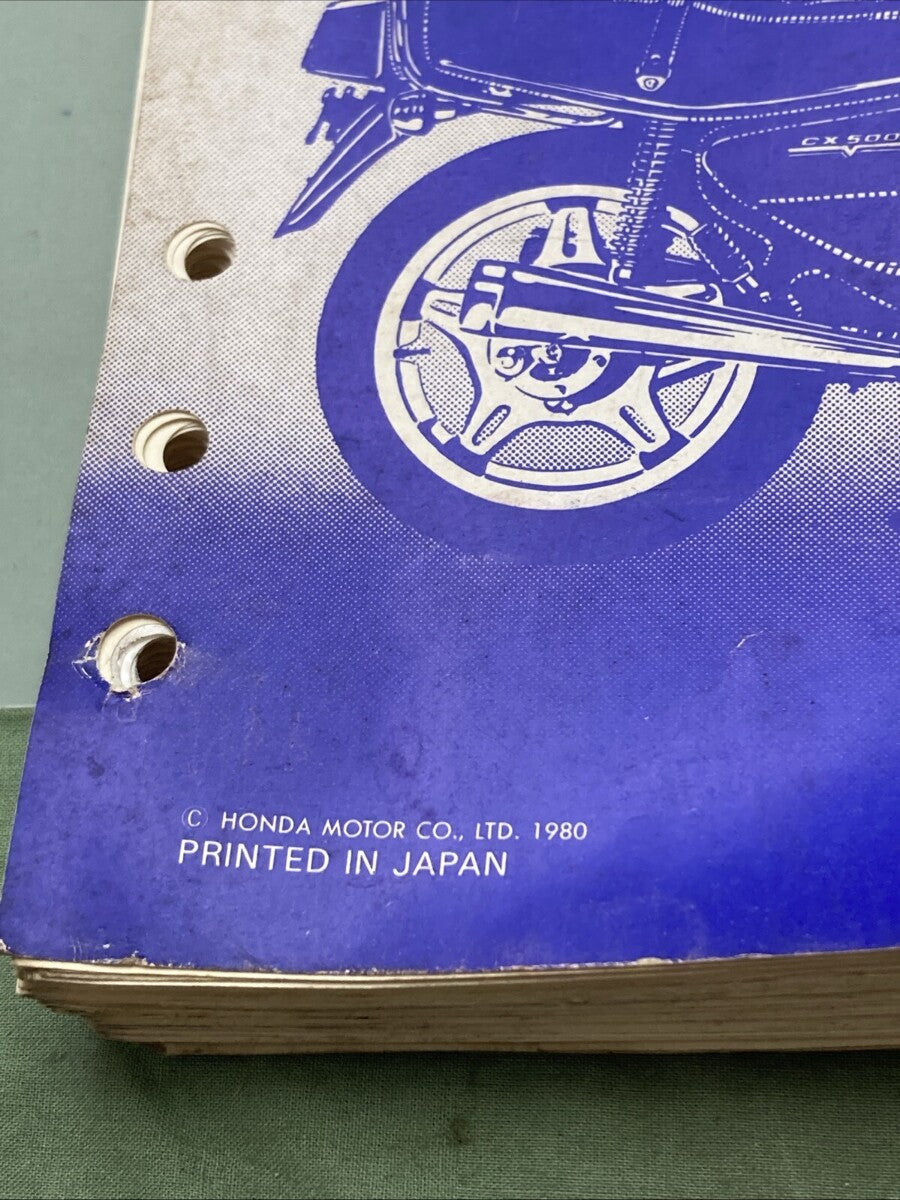 CX500
© HONDA MOTOR CO., LTD. 1980
PRINTED IN JAPAN